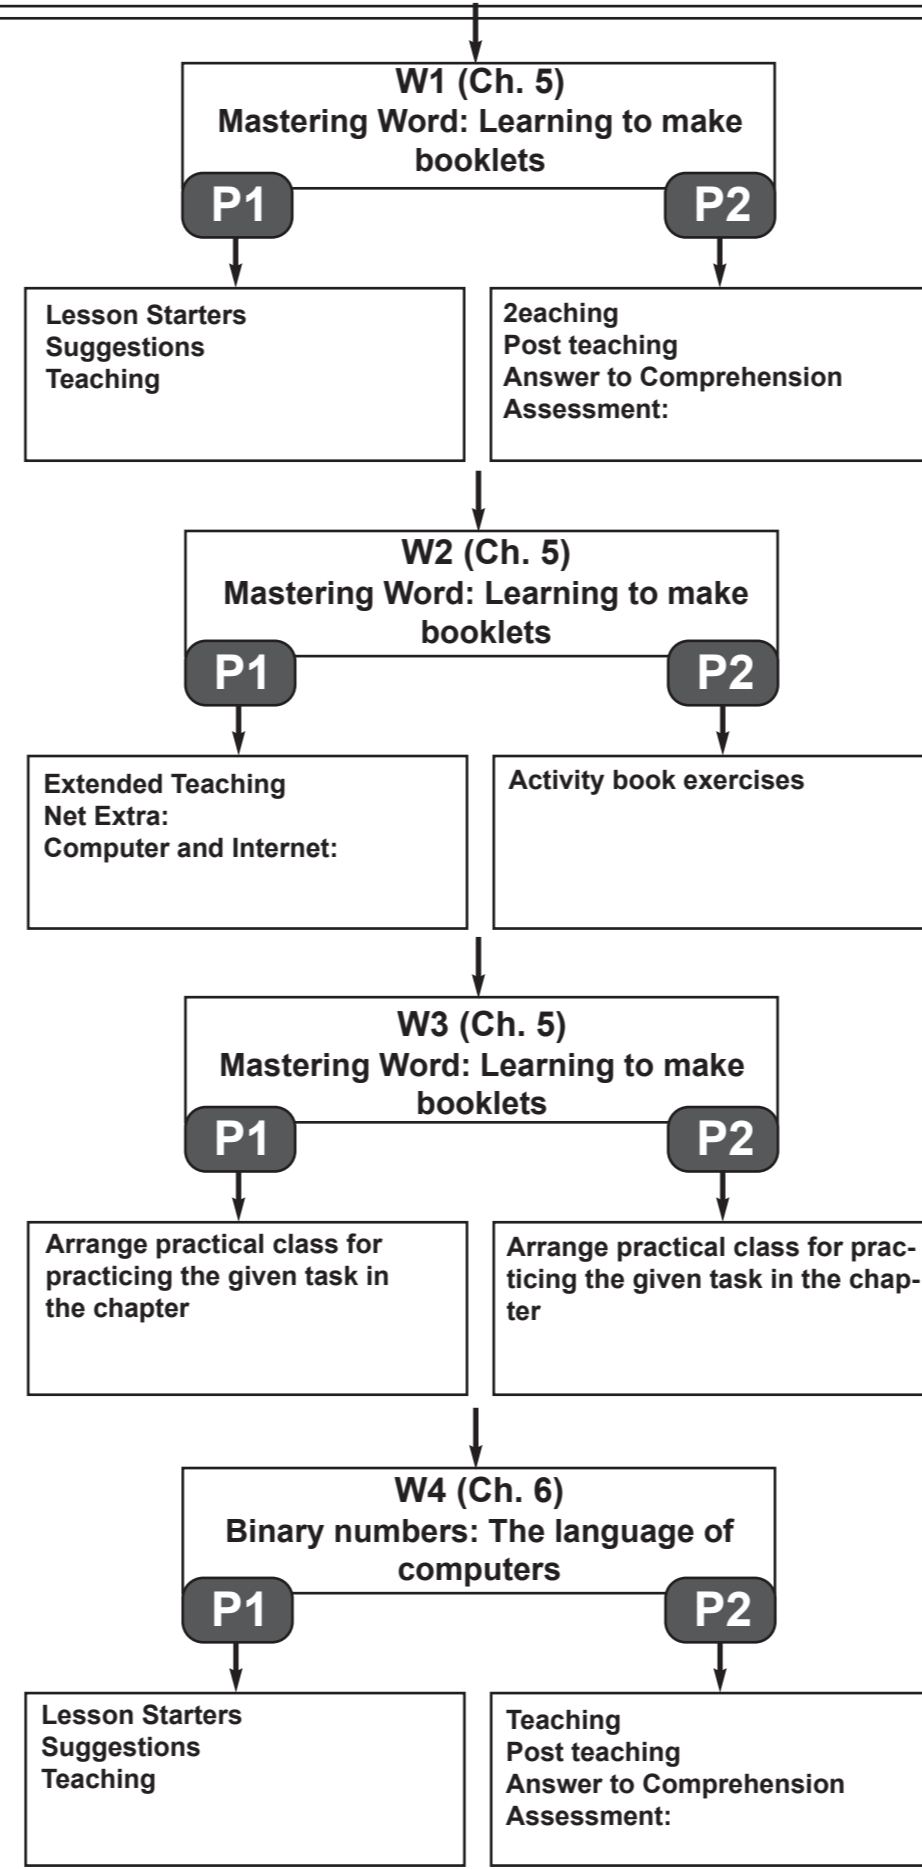 W1 (Ch. 5)
Mastering Word: Learning to make
booklets
P1
P2
Lesson Starters
Suggestions
Teaching
2eaching
Post teaching
Answer to Comprehension
Assessment:
W2 (Ch. 5)
Mastering Word: Learning to make
booklets
P1
P2
Extended Teaching
Net Extra:
Computer and Internet:
Activity book exercises
W3 (Ch. 5)
Mastering Word: Learning to make
booklets
P1
P2
Arrange practical class for
practicing the given task in
the chapter
Arrange practical class for prac-
ticing the given task in the chap-
ter
W4 (Ch. 6)
Binary numbers: The language of
computers
P1
P2
Lesson Starters
Suggestions
Teaching
Teaching
Post teaching
Answer to Comprehension
Assessment: